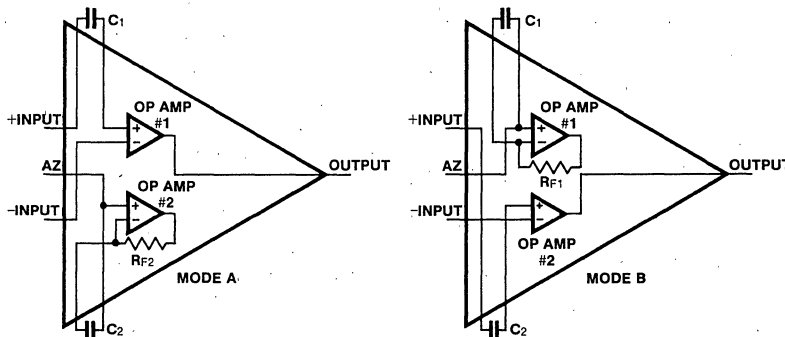 C1
OP AMP
#1
+INPUT
AZ
OUTPUT
OP AMP
#2
−INPUT
RF2
MODE A
C2
C1
OP AMP
#1
+INPUT
AZ
OUTPUT
RF1
−INPUT
OP AMP
#2
MODE B
C2
+
−
+
−
+
−
+
−